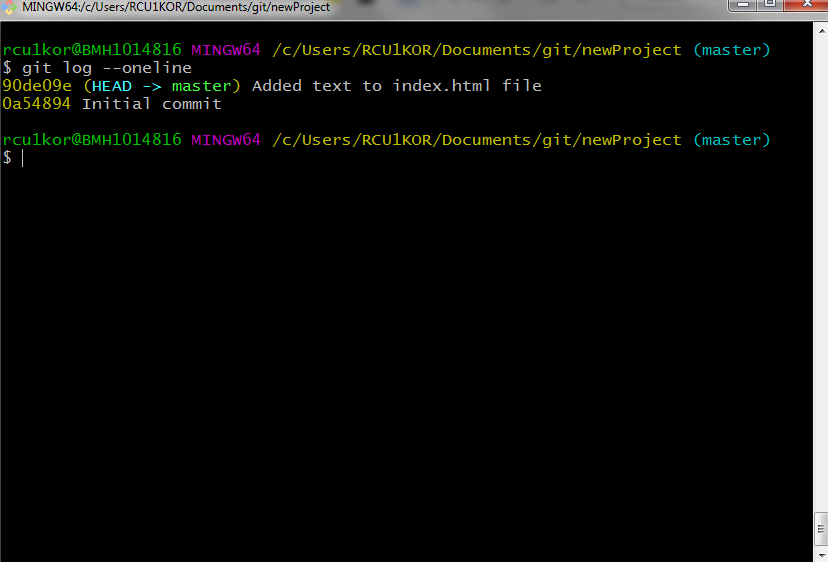 MINGW64:/c/Users/RCU1KOR/Documents/git/newProject
rcu1kor@BMH1014816 MINGW64 /c/Users/RCU1KOR/Documents/git/newProject (master)
$ git log --oneline
90de09e (HEAD -> master) Added text to index.html file
0a54894 Initial commit
rcu1kor@BMH1014816 MINGW64 /c/Users/RCU1KOR/Documents/git/newProject (master)
$